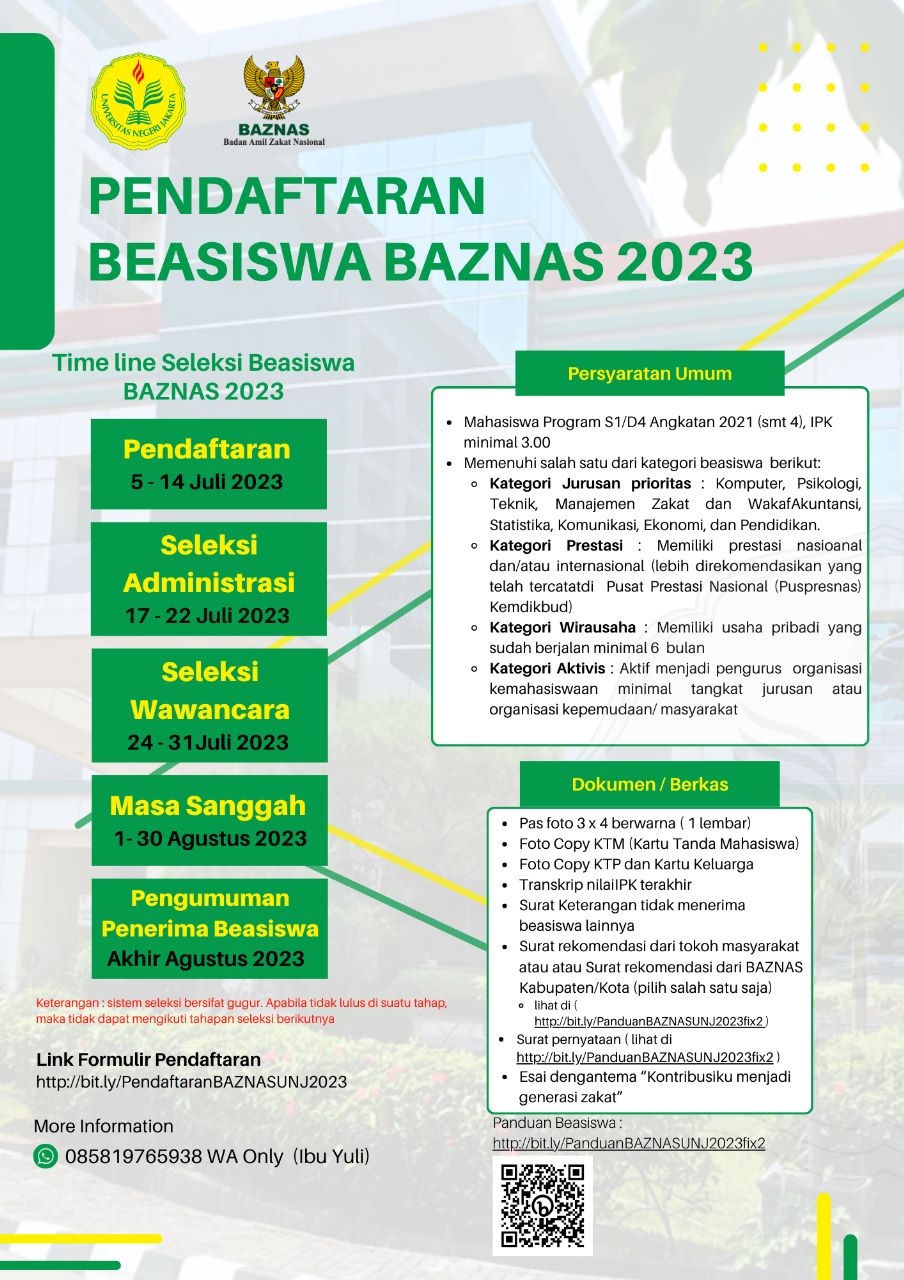 UNIVERSITAS NEGERI JAKARTA
BAZNAS
Badan Amil Zakat Nasional
PENDAFTARAN
BEASISWA BAZNAS 2023
Time line Seleksi Beasiswa
BAZNAS 2023
Pendaftaran
5 - 14 Juli 2023
Seleksi
Administrasi
17 - 22 Juli 2023
Seleksi
Wawancara
24 - 31Juli 2023
Masa Sanggah
1- 30 Agustus 2023
Pengumuman
Penerima Beasiswa
Akhir Agustus 2023
Keterangan : sistem seleksi bersifat gugur. Apabila tidak lulus di suatu tahap,
maka tidak dapat mengikuti tahapan seleksi berikutnya
Link Formulir Pendaftaran
http://bit.ly/PendaftaranBAZNASUNJ2023
More Information
085819765938 WA Only (Ibu Yuli)
Persyaratan Umum
• Mahasiswa Program S1/D4 Angkatan 2021 (smt 4), IPK
minimal 3.00
• Memenuhi salah satu dari kategori beasiswa berikut:
◦ Kategori Jurusan prioritas : Komputer, Psikologi,
Teknik, Manajemen Zakat dan WakafAkuntansi,
Statistika, Komunikasi, Ekonomi, dan Pendidikan.
◦ Kategori Prestasi : Memiliki prestasi nasioanal
dan/atau internasional (lebih direkomendasikan yang
telah tercatatdi Pusat Prestasi Nasional (Puspresnas)
Kemdikbud)
◦ Kategori Wirausaha : Memiliki usaha pribadi yang
sudah berjalan minimal 6 bulan
◦ Kategori Aktivis : Aktif menjadi pengurus organisasi
kemahasiswaan minimal tangkat jurusan atau
organisasi kepemudaan/ masyarakat
Dokumen / Berkas
• Pas foto 3 x 4 berwarna ( 1 lembar)
• Foto Copy KTM (Kartu Tanda Mahasiswa)
• Foto Copy KTP dan Kartu Keluarga
• Transkrip nilaiIPK terakhir
• Surat Keterangan tidak menerima
beasiswa lainnya
• Surat rekomendasi dari tokoh masyarakat
atau atau Surat rekomendasi dari BAZNAS
Kabupaten/Kota (pilih salah satu saja)
◦ lihat di (
http://bit.ly/PanduanBAZNASUNJ2023fix2 )
• Surat pernyataan ( lihat di
http://bit.ly/PanduanBAZNASUNJ2023fix2 )
• Esai dengantema “Kontribusiku menjadi
generasi zakat”
Panduan Beasiswa :
http://bit.ly/PanduanBAZNASUNJ2023fix2